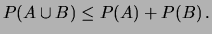 P(A ∪ B) ≤ P(A) + P(B) .